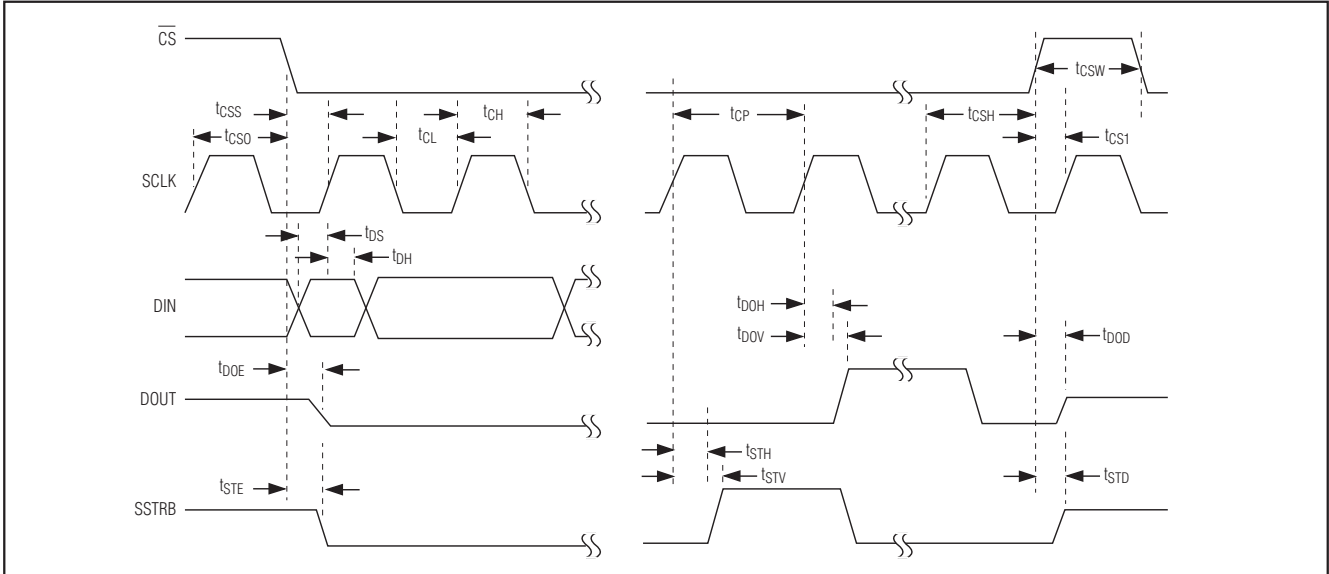 CS
tCSS
tCSO
tCL
tCH
tCP
tCSH
tCSW
tCS1
SCLK
tDS
tDH
DIN
tDOH
tDOV
tDOD
tDOE
DOUT
tSTH
tSTV
tSTE
tSTD
SSTRB